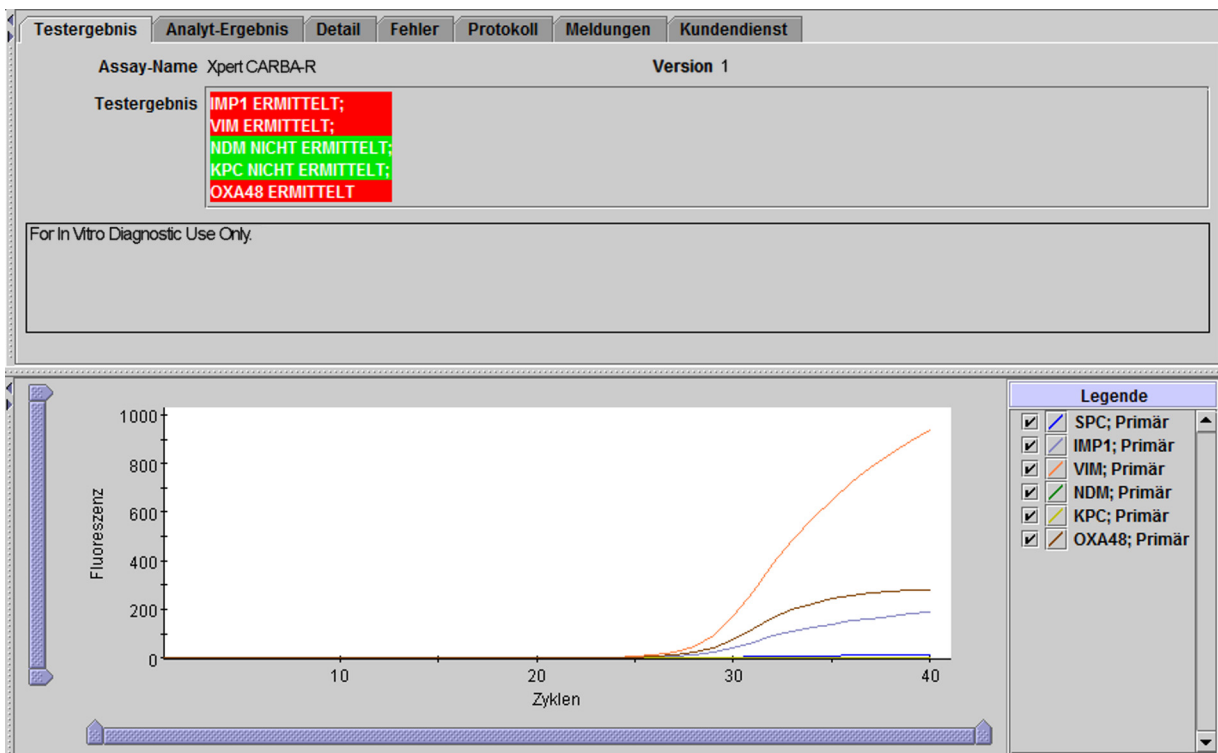 Testergebnis Analyt-Ergebnis Detail Fehler Protokoll Meldungen Kundendienst
Assay-Name Xpert CARBA-R Version 1
Testergebnis
IMP1 ERMITTELT;
VIM ERMITTELT;
NDM NICHT ERMITTELT;
KPC NICHT ERMITTELT;
OXA48 ERMITTELT
For In Vitro Diagnostic Use Only.
1000
800
600
400
200
0
Fluoreszenz
10 20 30 40
Zyklen
Legende
SPC; Primär
IMP1; Primär
VIM; Primär
NDM; Primär
KPC; Primär
OXA48; Primär